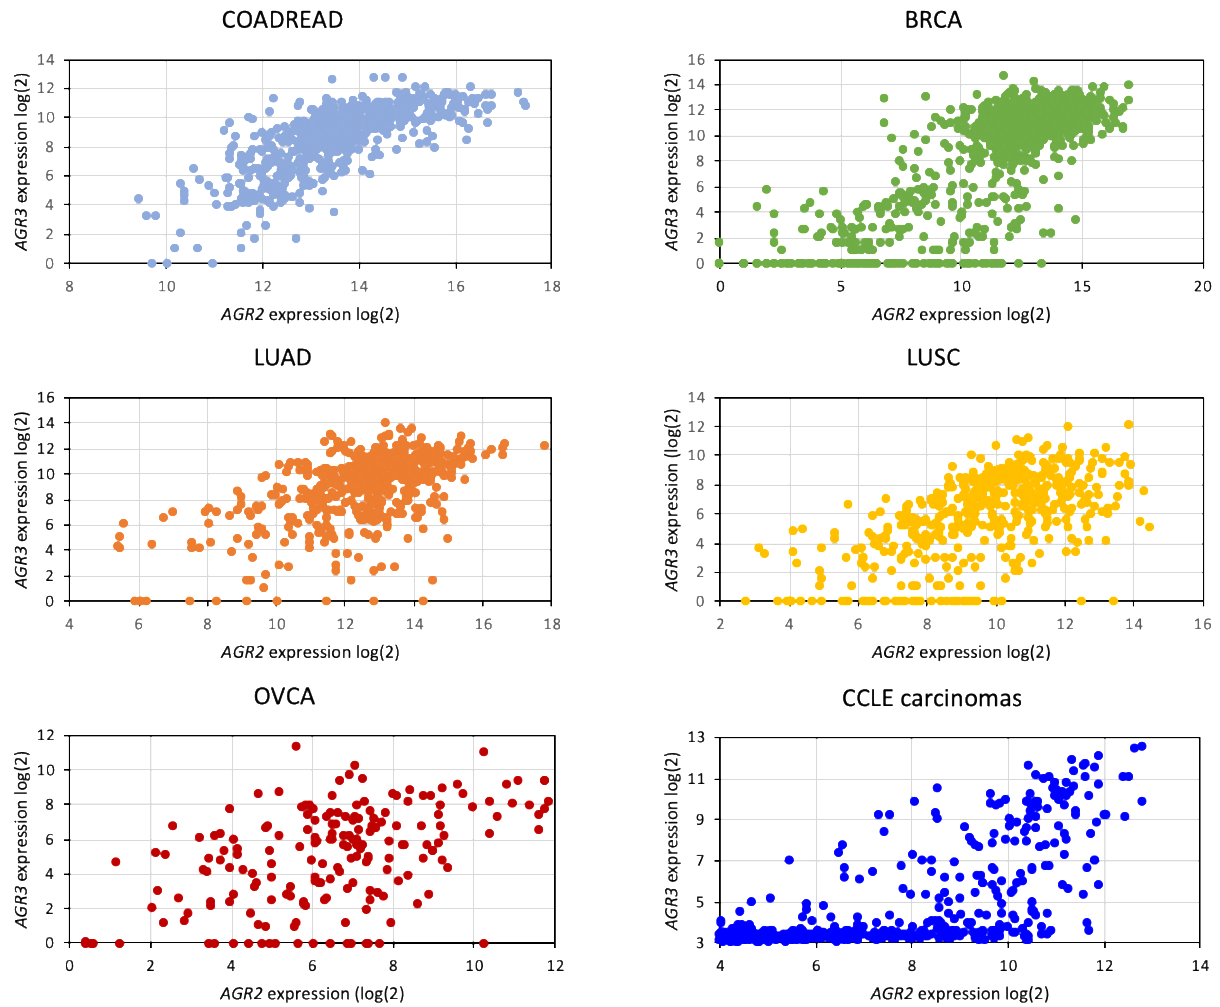 COADREAD
14
12
10
8
6
4
2
0
AGR3 expression log(2)
8 10 12 14 16 18
AGR2 expression log(2)
BRCA
16
14
12
10
8
6
4
2
0
AGR3 expression log(2)
0 5 10 15 20
AGR2 expression log(2)
LUAD
16
14
12
10
8
6
4
2
0
AGR3 expression log(2)
4 6 8 10 12 14 16 18
AGR2 expression log(2)
LUSC
14
12
10
8
6
4
2
0
AGR3 expression (log(2)
2 4 6 8 10 12 14 16
AGR2 expression log(2)
OVCA
12
10
8
6
4
2
0
AGR3 expression log(2)
0 2 4 6 8 10 12
AGR2 expression (log(2)
CCLE carcinomas
13
11
9
7
5
3
AGR3 expression log(2)
4 6 8 10 12 14
AGR2 expression log(2)